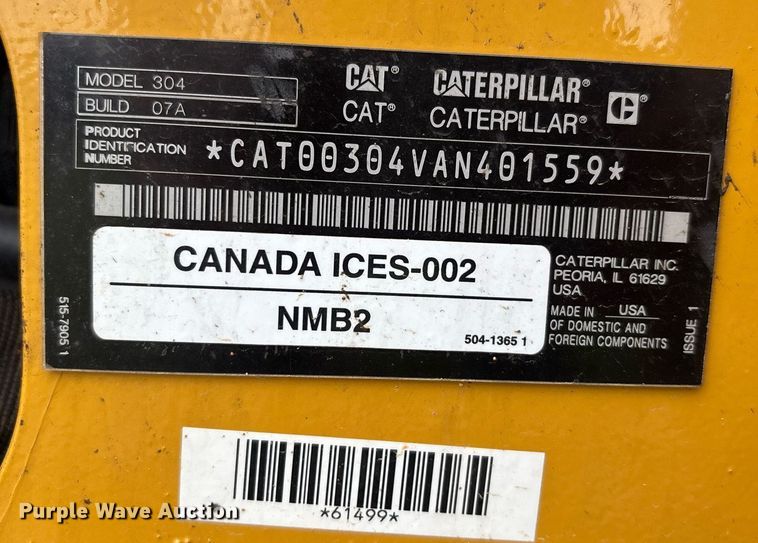 MODEL 304
BUILD 07A
CAT® CATERPILLAR® C®
CAT® CATERPILLAR®
PRODUCT
IDENTIFICATION
NUMBER
*CAT00304VAN401559*
CANADA ICES-002
NMB2
504-1365 1
CATERPILLAR INC.
PEORIA, IL 61629
USA
MADE IN USA
OF DOMESTIC AND
FOREIGN COMPONENTS
ISSUE 1
515-7905 1
*61499*
Purple Wave Auction